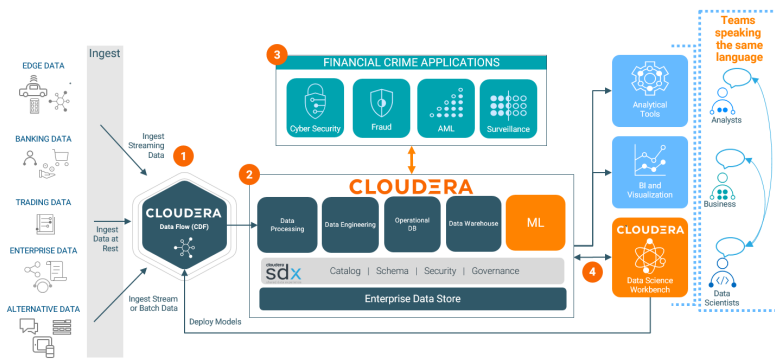 Ingest
EDGE DATA
BANKING DATA
TRADING DATA
ENTERPRISE DATA
ALTERNATIVE DATA
Ingest
Streaming
Data
Ingest
Data at
Rest
Ingest Stream
or Batch Data
1
CLOUDERA
Data Flow (CDF)
Deploy Models
3
FINANCIAL CRIME APPLICATIONS
Cyber Security
Fraud
AML
Surveillance
2
CLOUDERA
Data
Processing
Data Engineering
Operational
DB
Data Warehouse
ML
cloudera
sdx
Catalog | Schema | Security | Governance
Enterprise Data Store
4
Analytical
Tools
BI and
Visualization
CLOUDERA
Data Science
Workbench
Teams
speaking
the same
language
Analysts
Business
</>
Data
Scientists